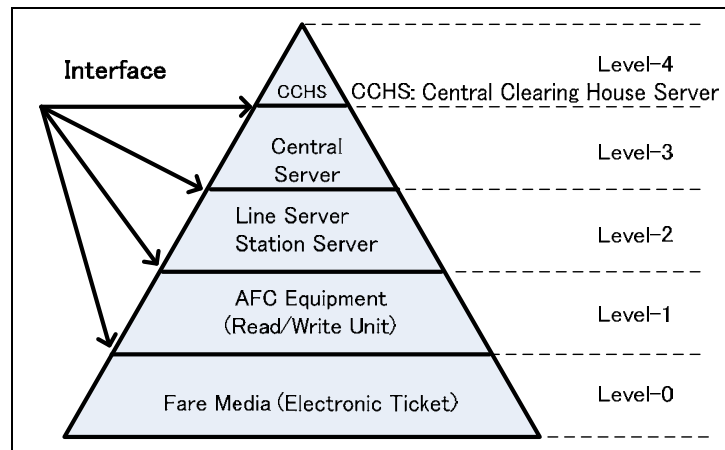 Interface
Level-4
CCHS
CCHS: Central Clearing House Server
Central
Server
Level-3
Line Server
Station Server
Level-2
AFC Equipment
(Read/Write Unit)
Level-1
Fare Media (Electronic Ticket)
Level-0